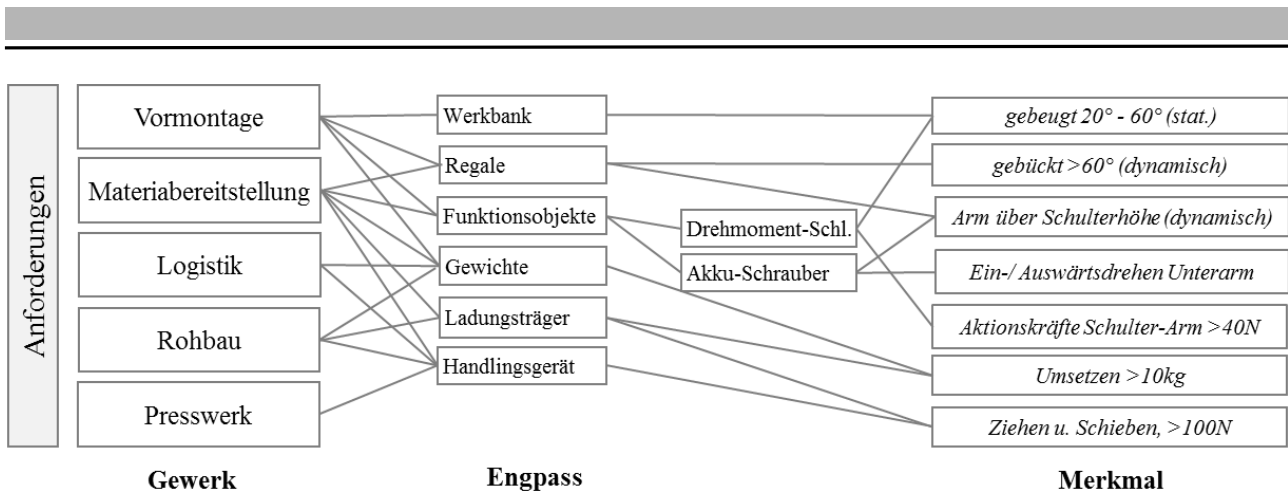 Anforderungen
Vormontage
Materiabereitstellung
Logistik
Rohbau
Presswerk
Gewerk
Werkbank
Regale
Funktionsobjekte
Gewichte
Ladungsträger
Handlingsgerät
Engpass
Drehmoment-Schl.
Akku-Schrauber
gebeugt 20° - 60° (stat.)
gebückt >60° (dynamisch)
Arm über Schulterhöhe (dynamisch)
Ein-/ Auswärtsdrehen Unterarm
Aktionskräfte Schulter-Arm >40N
Umsetzen >10kg
Ziehen u. Schieben, >100N
Merkmal